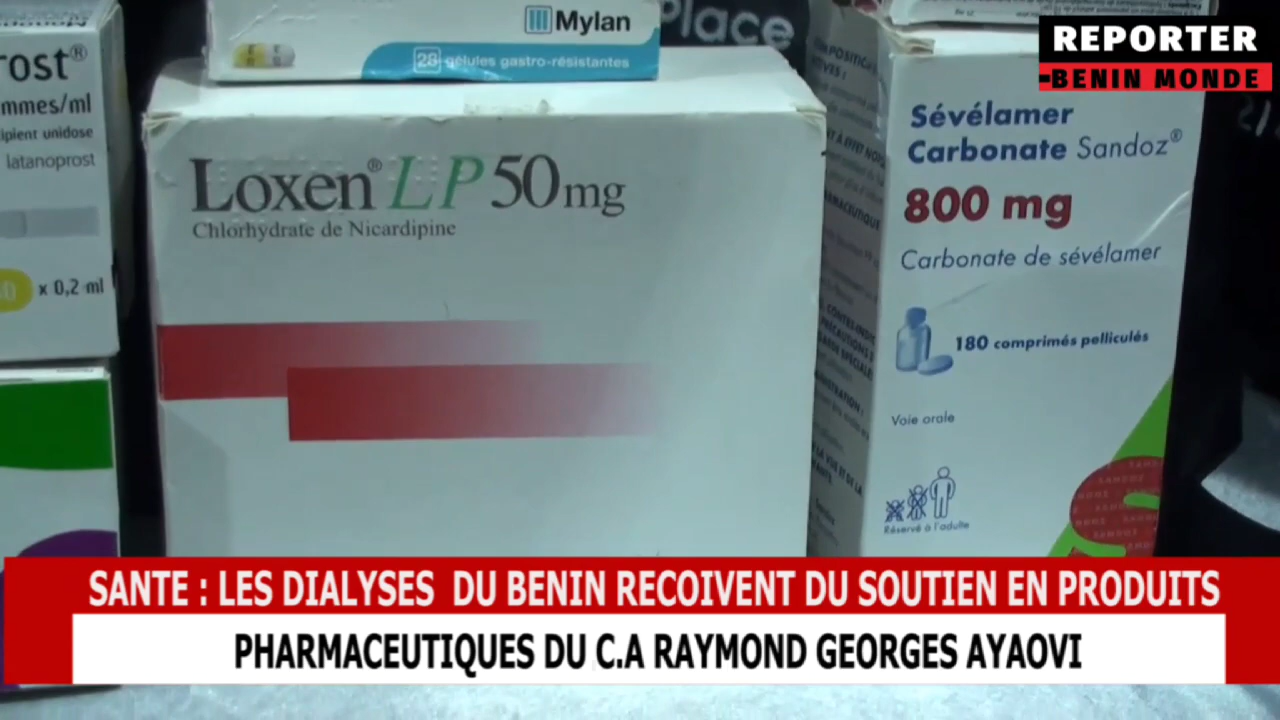 Mylan
28 gélules gastro-résistantes
Place
REPORTER
BENIN MONDE
rost®
mmes/ml
ipient unidose
latanoprost
x 0,2 ml
Loxen® LP 50 mg
Chlorhydrate de Nicardipine
Sévélamer
Carbonate Sandoz®
800 mg
Carbonate de sévélamer
180 comprimés pelliculés
Voie orale
Réservé à l'adulte
SANTE : LES DIALYSES DU BENIN RECOIVENT DU SOUTIEN EN PRODUITS
PHARMACEUTIQUES DU C.A RAYMOND GEORGES AYAOVI